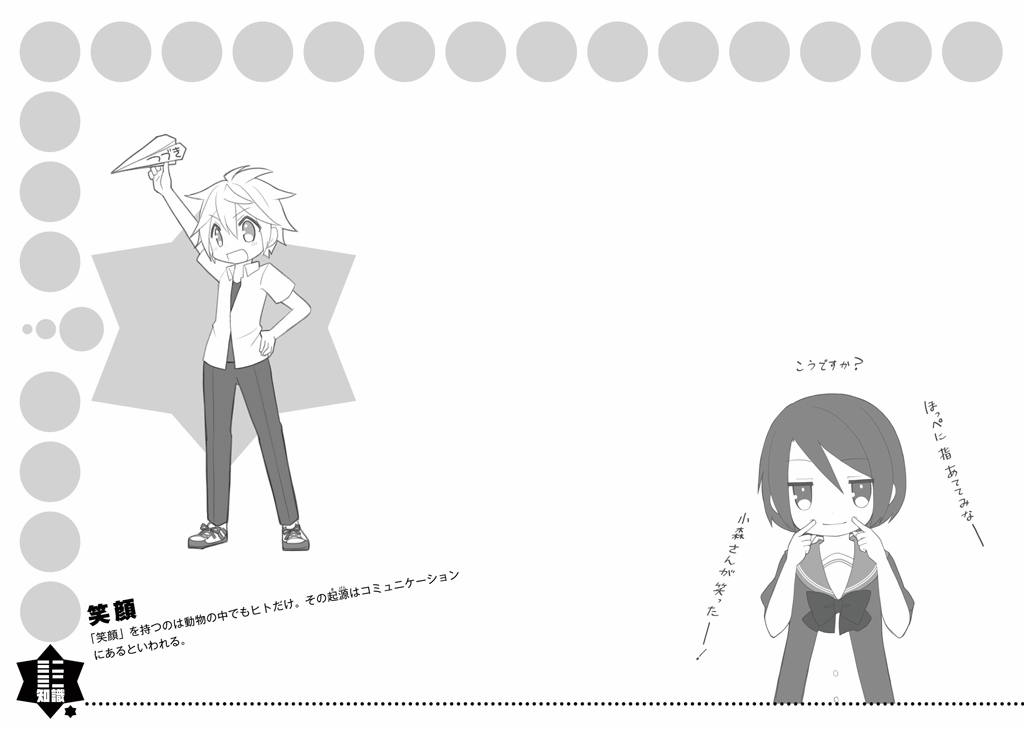 つづき
こうですか?
ほっぺに指あててみなー
小森さんが笑ったー!
笑顔
「笑顔」を持つのは動物の中でもヒトだけ。その起源はコミュニケーション
にあるといわれる。
ミニ
知識